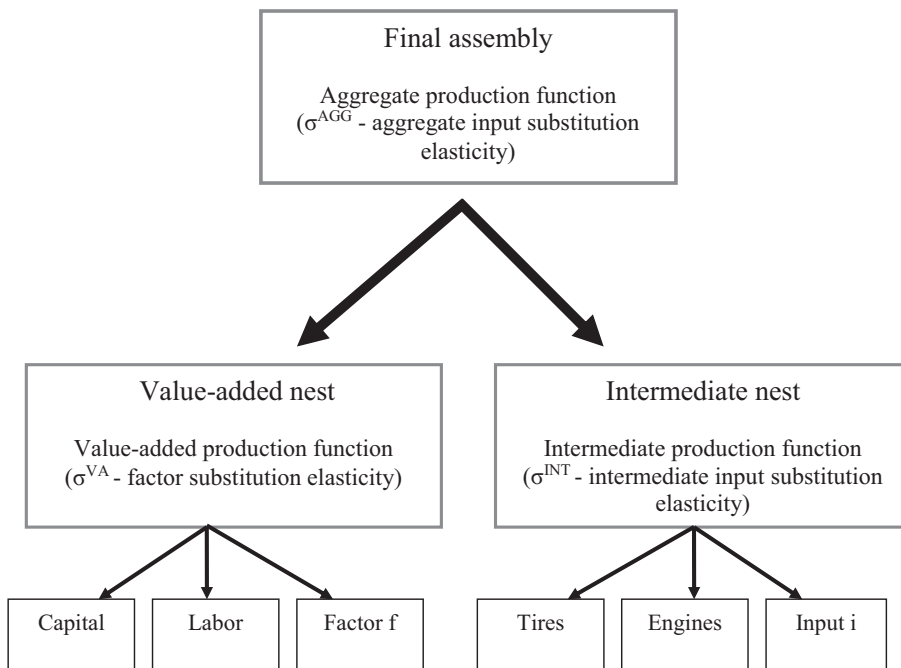 Final assembly
Aggregate production function
(σ^AGG - aggregate input substitution
elasticity)
Value-added nest
Value-added production function
(σ^VA - factor substitution elasticity)
Intermediate nest
Intermediate production function
(σ^INT - intermediate input substitution
elasticity)
Capital
Labor
Factor f
Tires
Engines
Input i